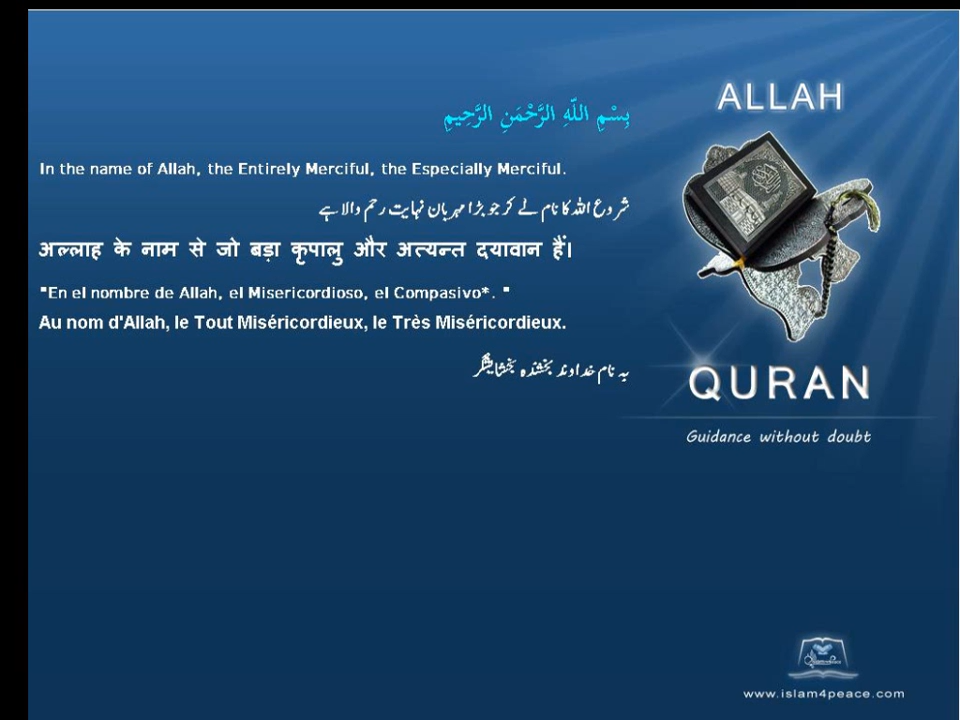 بِسْمِ اللَّهِ الرَّحْمَنِ الرَّحِيمِ
In the name of Allah, the Entirely Merciful, the Especially Merciful.
شروع الله کا نام لے کر جو بڑا مہربان نہایت رحم والا ہے
अल्लाह के नाम से जो बड़ा कृपालु और अत्यन्त दयावान हैं।
"En el nombre de Allah, el Misericordioso, el Compasivo*. "
Au nom d'Allah, le Tout Miséricordieux, le Très Miséricordieux.
به نام خداوند بخشنده بخشایشگر
ALLAH
QURAN
Guidance without doubt
www.islam4peace.com